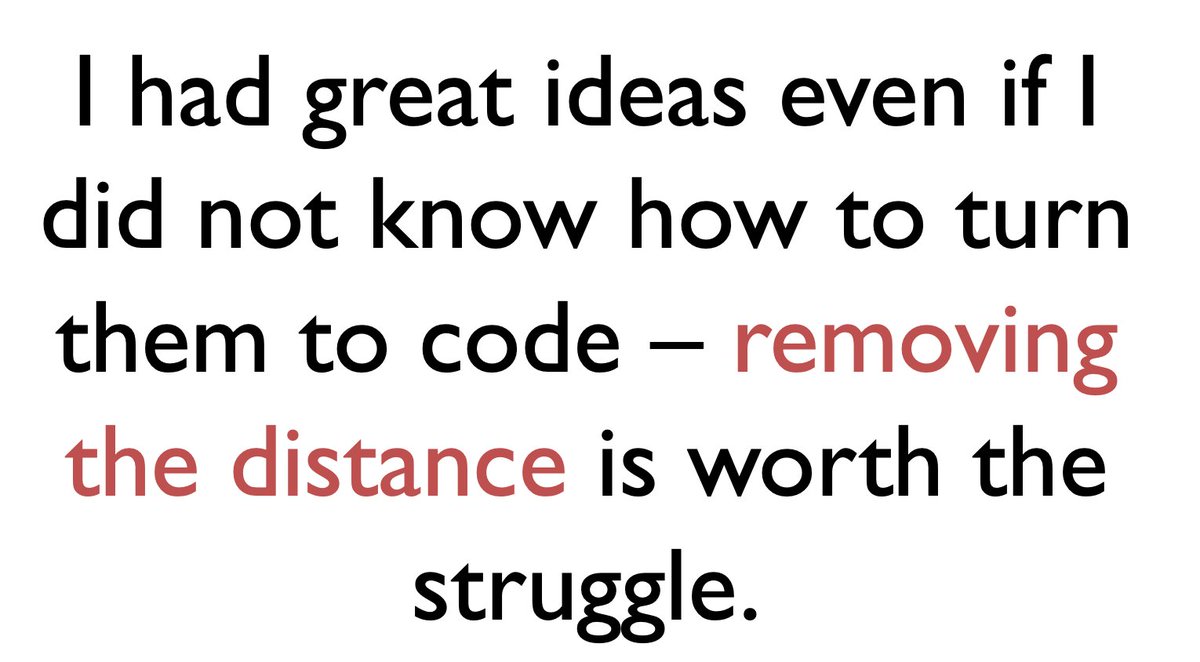 I had great ideas even if I
did not know how to turn
them to code – removing
the distance is worth the
struggle.